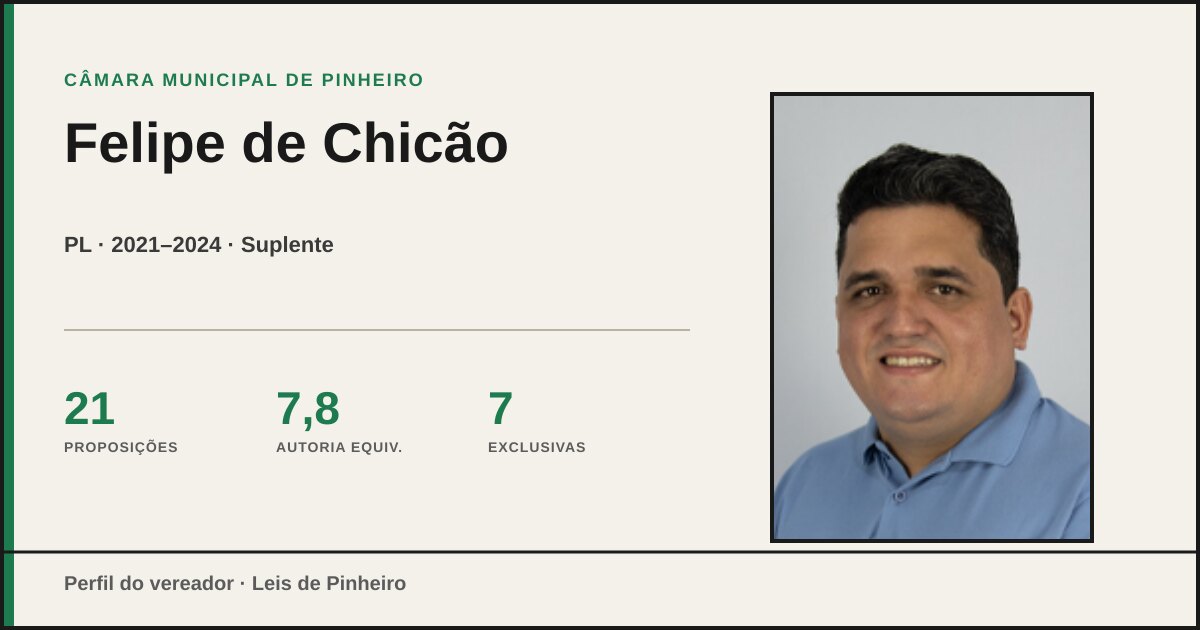 CÂMARA MUNICIPAL DE PINHEIRO
Felipe de Chicão
PL · 2021–2024 · Suplente
21 7,8 7
PROPOSIÇÕES AUTORIA EQUIV. EXCLUSIVAS
Perfil do vereador · Leis de Pinheiro